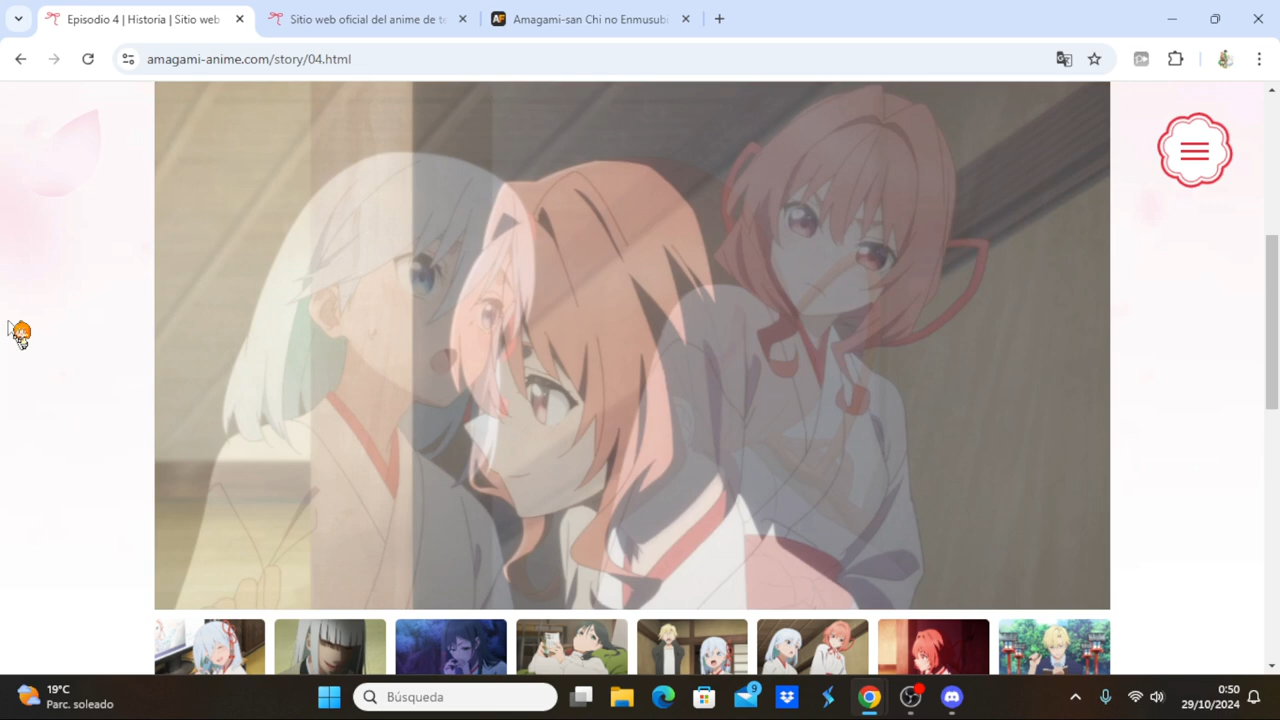 Episodio 4 | Historia | Sitio web
Sitio web oficial del anime de te
Amagami-san Chi no Enmusubi
amagami-anime.com/story/04.html
19°C
Parc. soleado
Búsqueda
9
0:50
29/10/2024